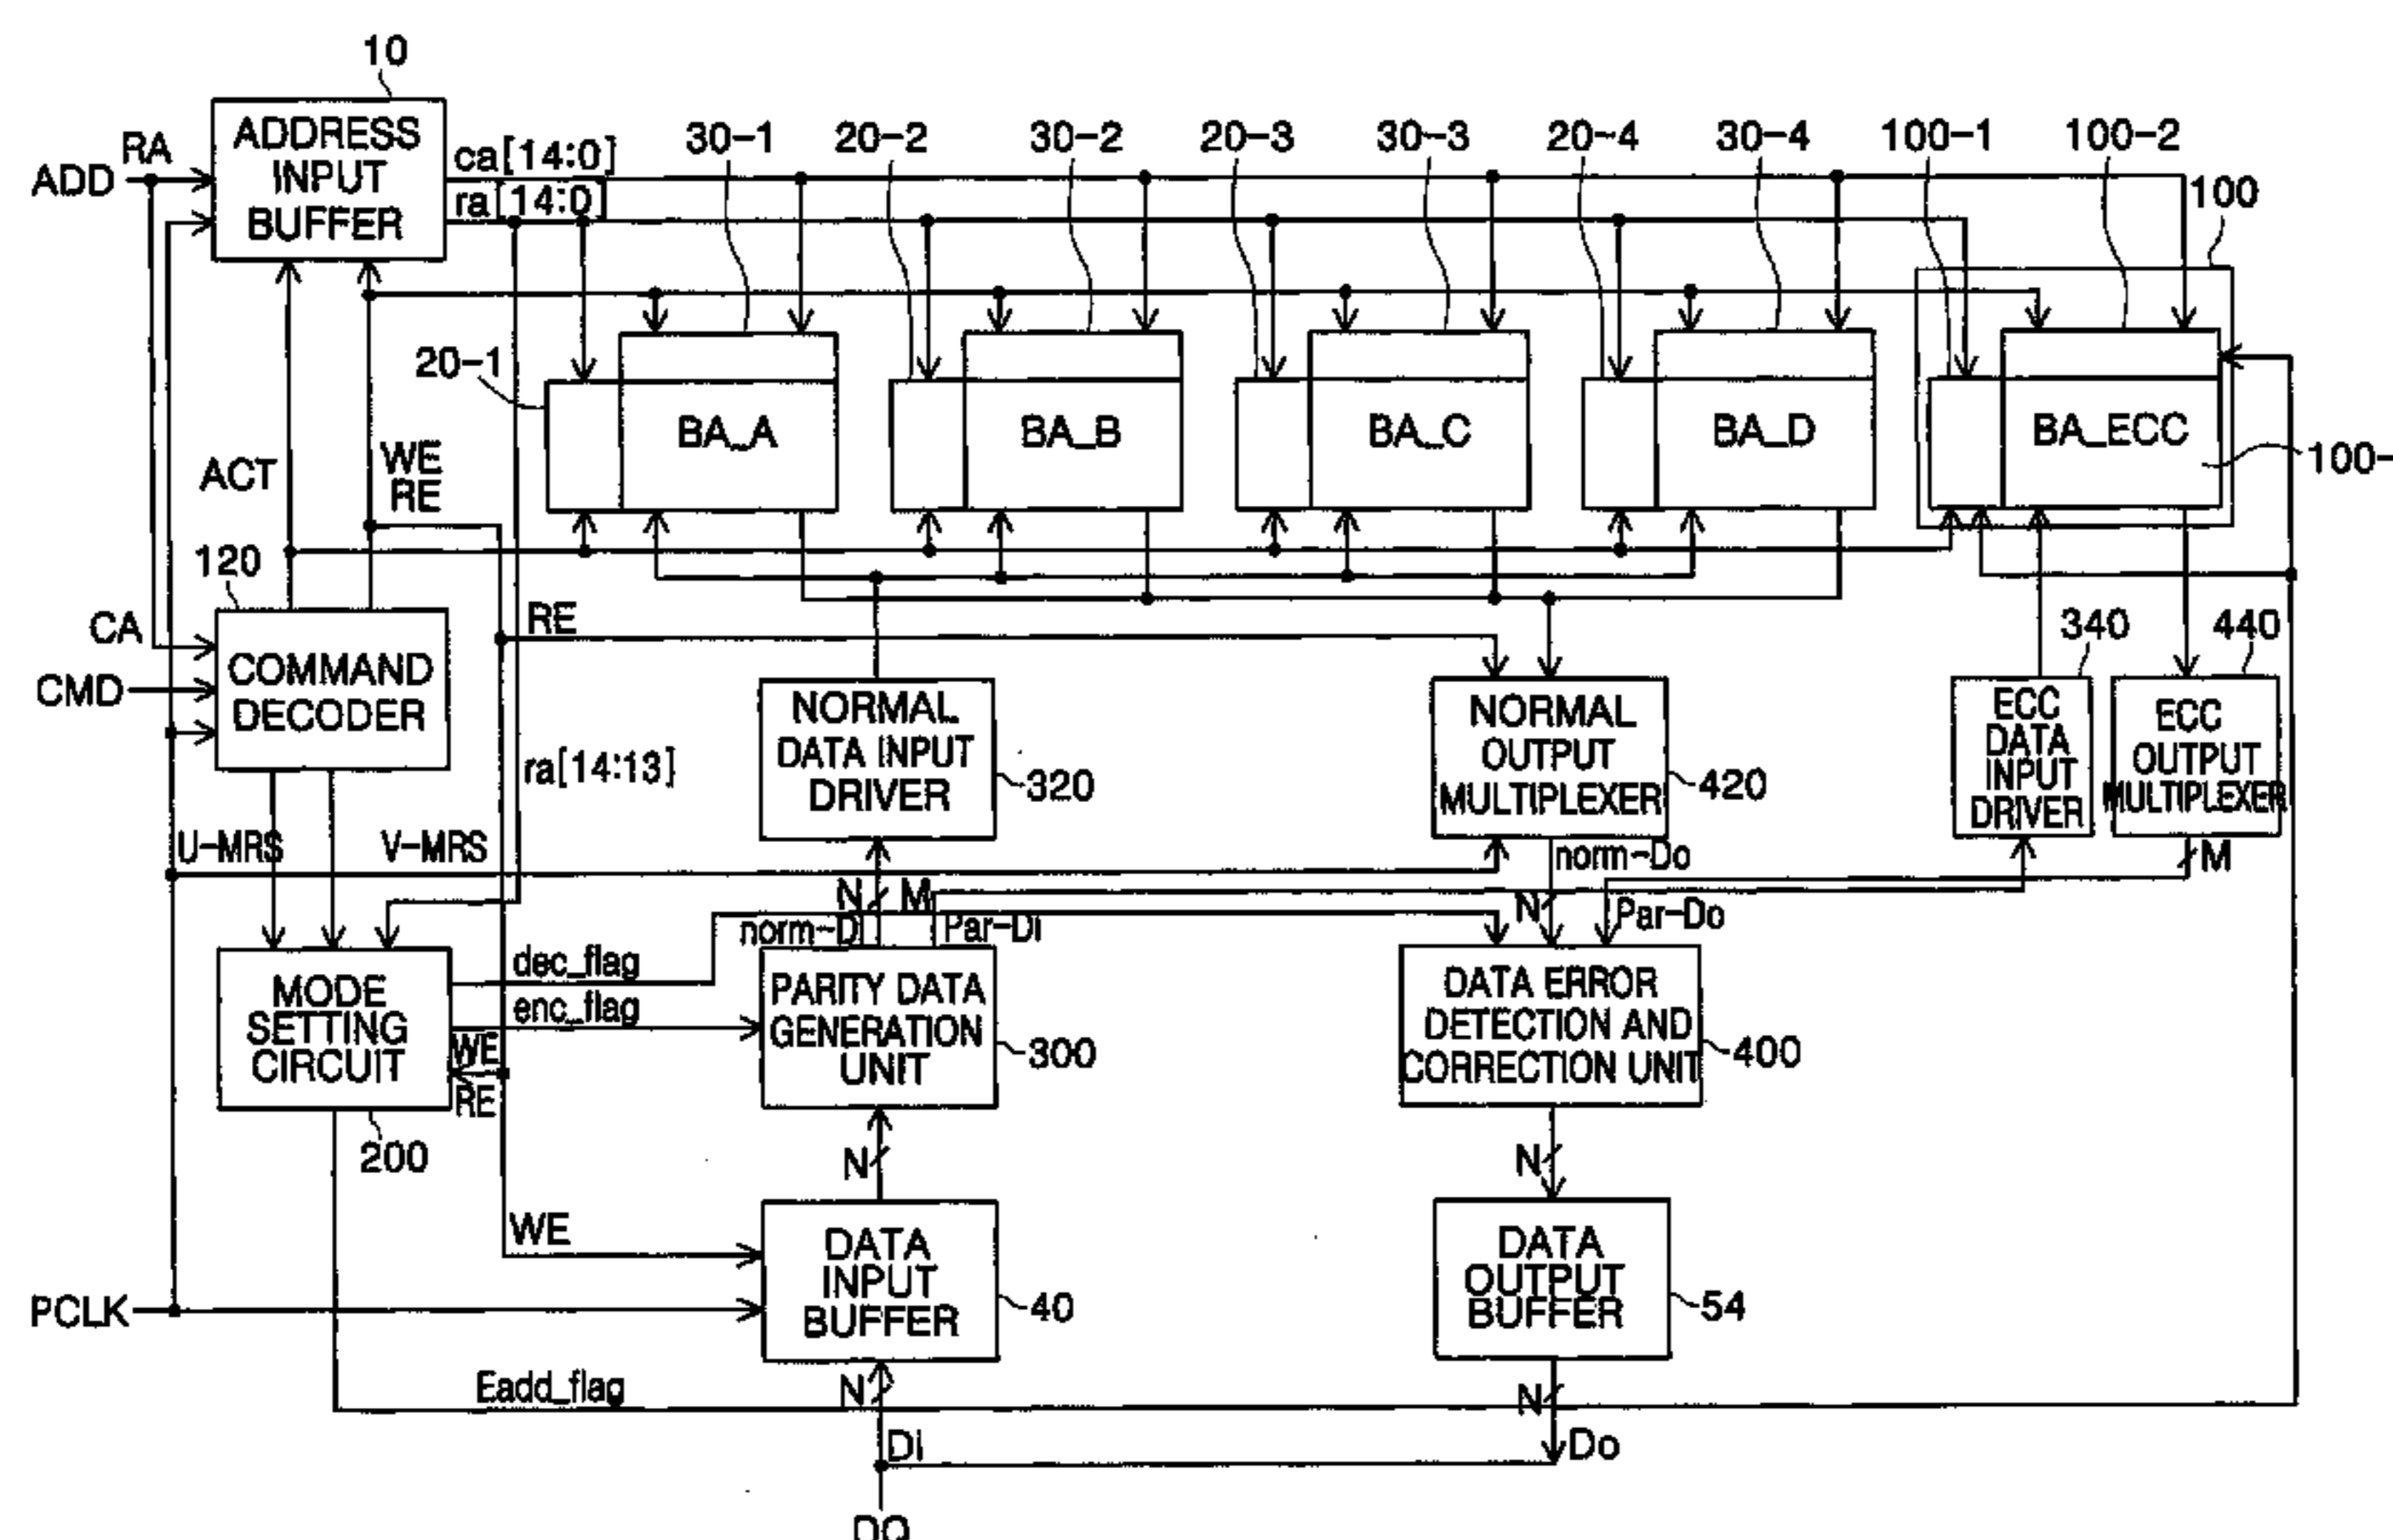 10
ADDRESS
INPUT
BUFFER
RA
ADD
ca[14:0]
ra[14:0]
30-1
20-2
30-2
20-3
30-3
20-4
30-4
100-1
100-2
100
20-1
BA_A
BA_B
BA_C
BA_D
BA_ECC
100-
ACT
WE
RE
120
CA
CMD
COMMAND
DECODER
RE
340
440
NORMAL
DATA INPUT
DRIVER
320
NORMAL
OUTPUT
MULTIPLEXER
420
ECC
DATA
INPUT
DRIVER
ECC
OUTPUT
MULTIPLEXER
ra[14:13]
U-MRS
V-MRS
norm-Do
M
N
M
N
Par-Do
norm-D
Par-Di
MODE
SETTING
CIRCUIT
200
dec_flag
enc_flag
WE
RE
PARITY DATA
GENERATION
UNIT
300
DATA ERROR
DETECTION AND
CORRECTION UNIT
400
N
N
WE
PCLK
DATA
INPUT
BUFFER
40
DATA
OUTPUT
BUFFER
54
Eadd_flag
N
N
Di
Do
DQ